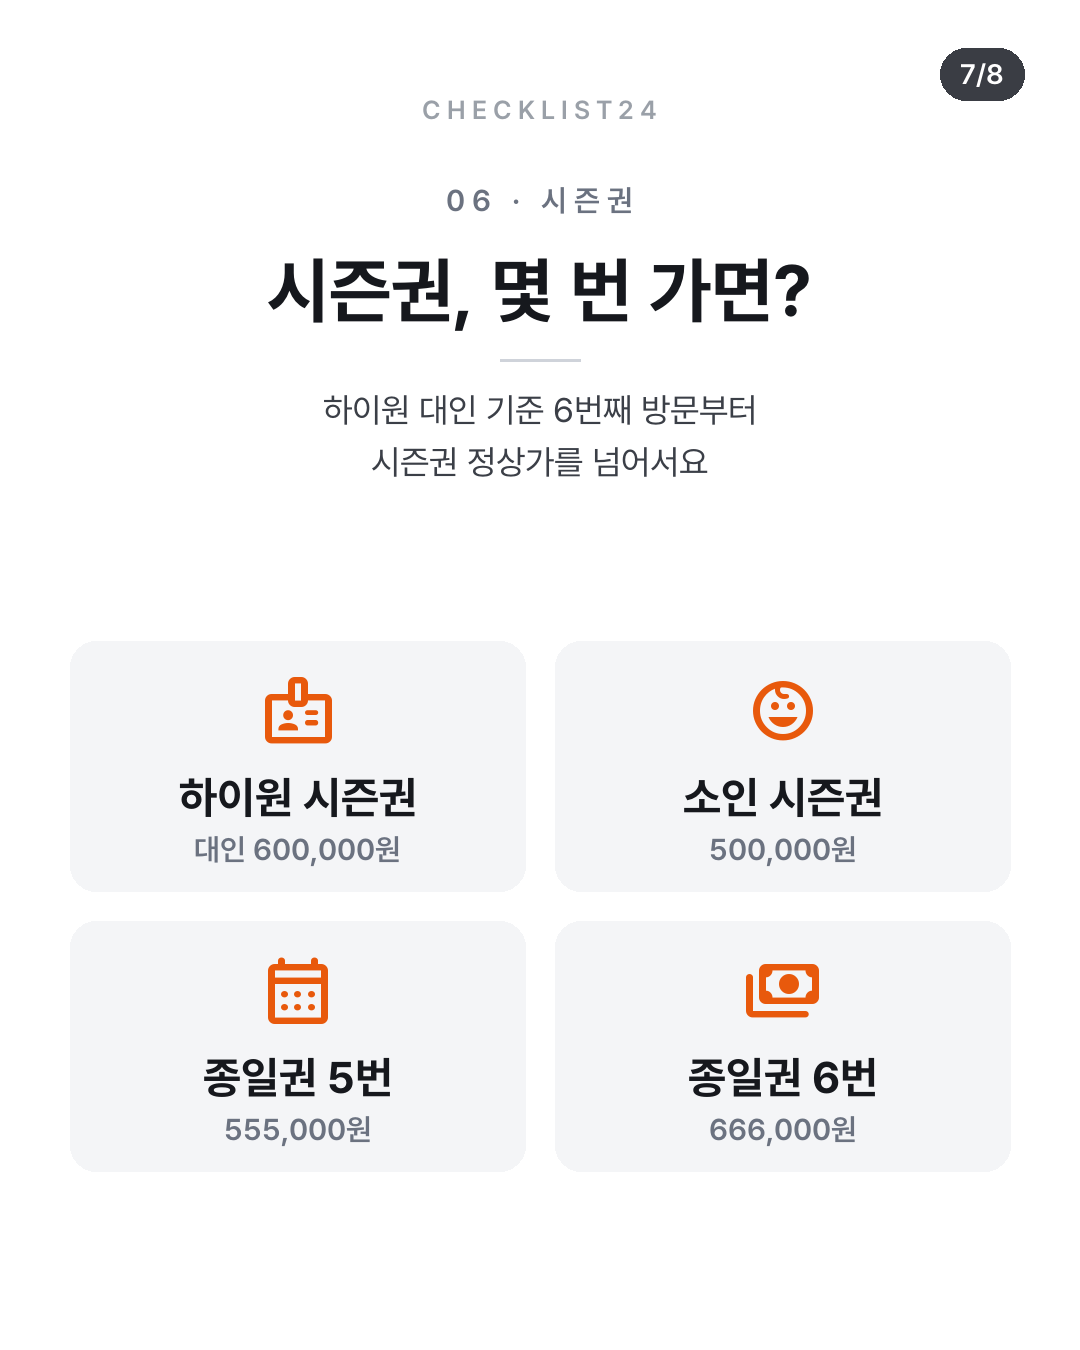 7/8
CHECKLIST24
06 · 시즌권
시즌권, 몇 번 가면?
하이원 대인 기준 6번째 방문부터
시즌권 정상가를 넘어서요
하이원 시즌권
대인 600,000원
소인 시즌권
500,000원
종일권 5번
555,000원
종일권 6번
666,000원